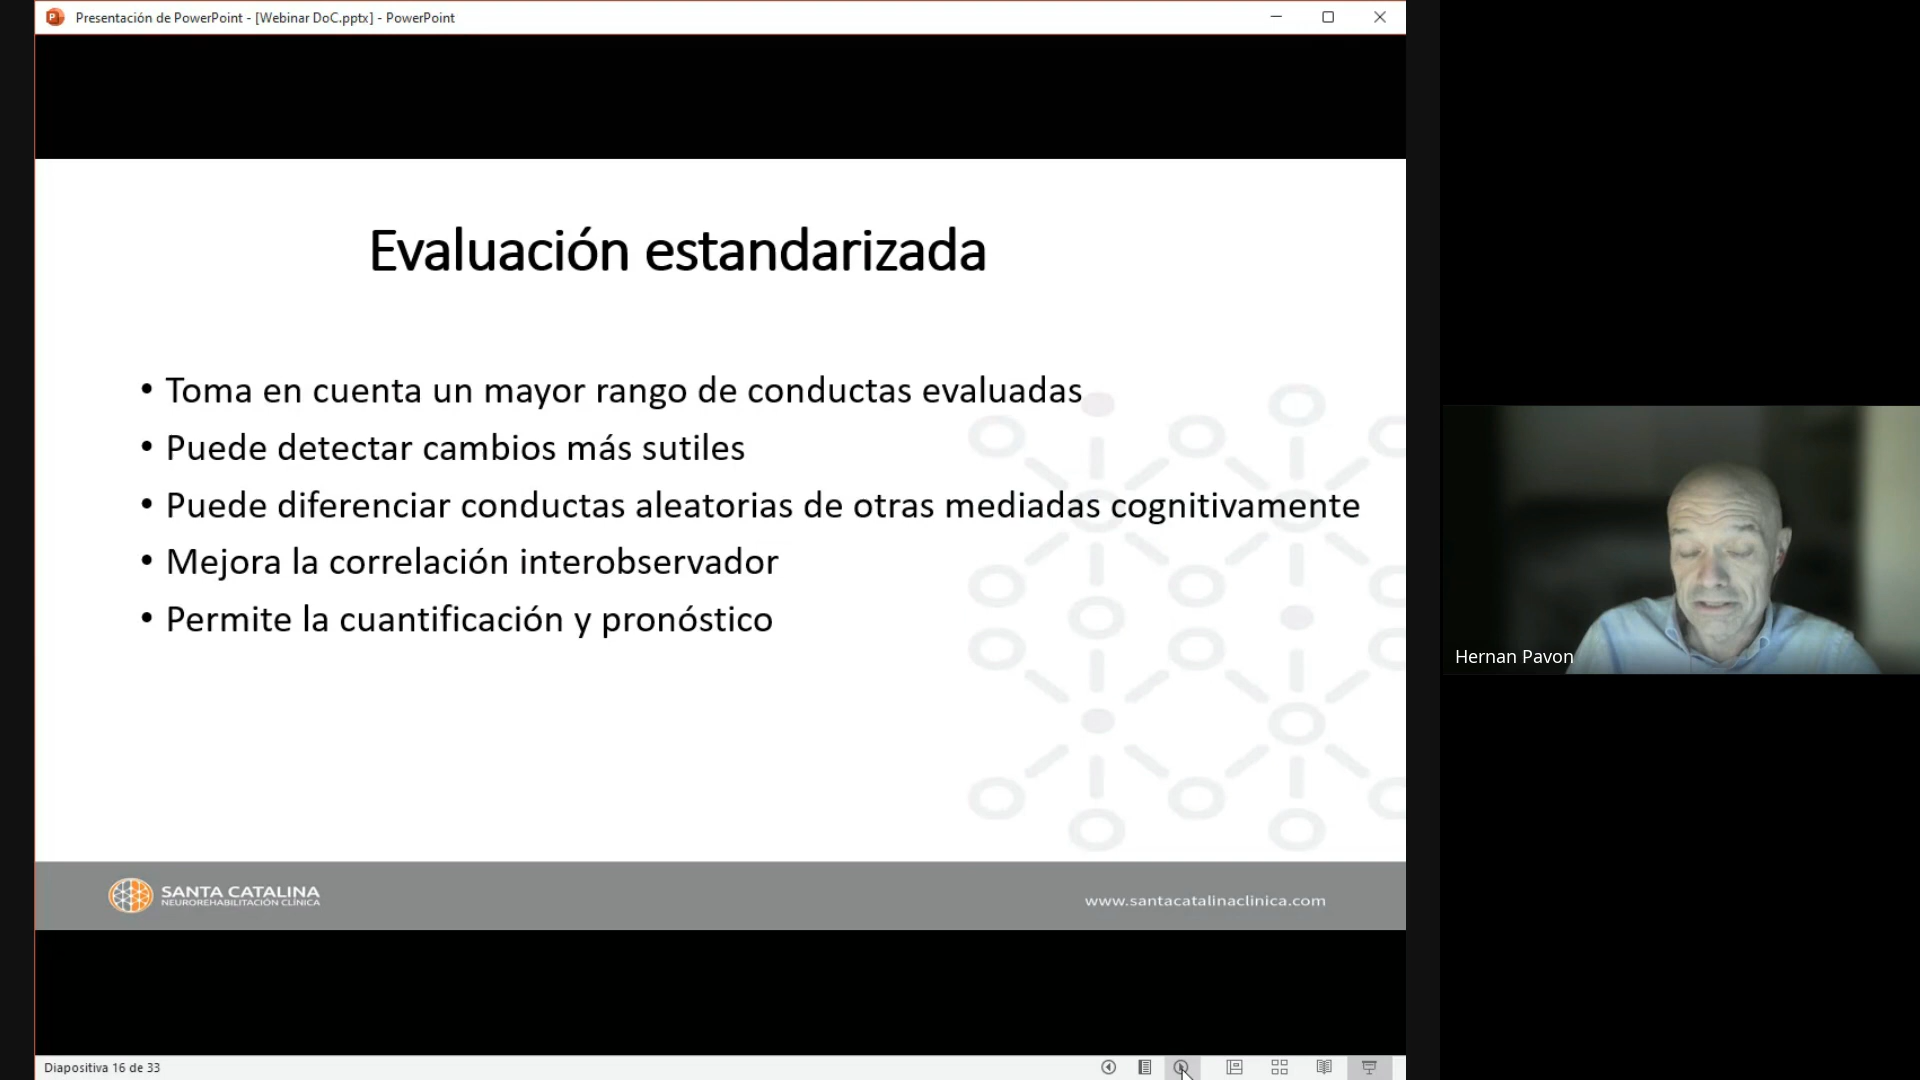 Presentación de PowerPoint - [Webinar DoC.pptx] - PowerPoint
Evaluación estandarizada
• Toma en cuenta un mayor rango de conductas evaluadas
• Puede detectar cambios más sutiles
• Puede diferenciar conductas aleatorias de otras mediadas cognitivamente
• Mejora la correlación interobservador
• Permite la cuantificación y pronóstico
Hernan Pavon
SANTA CATALINA
NEUROREHABILITACIÓN CLÍNICA
www.santacatalinaclinica.com
Diapositiva 16 de 33